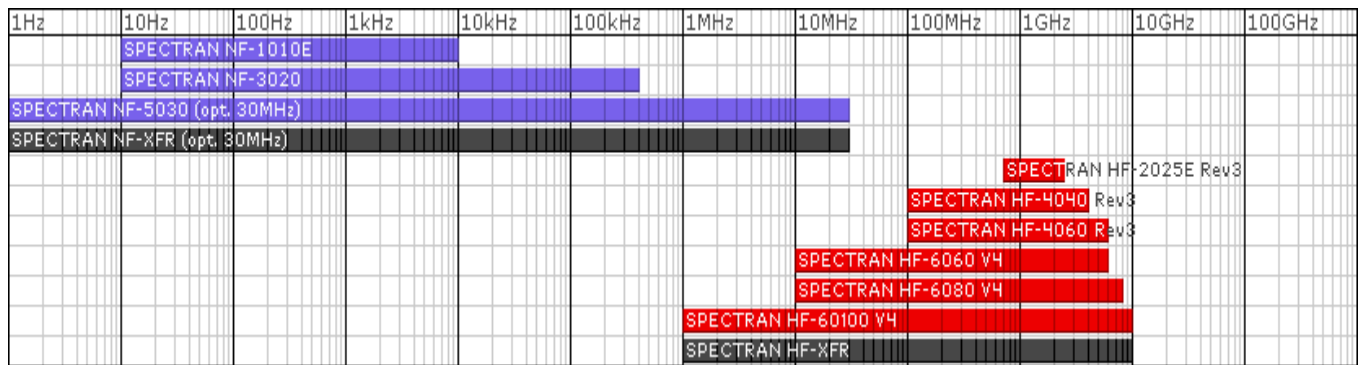 1Hz 10Hz 100Hz 1kHz 10kHz 100kHz 1MHz 10MHz 100MHz 1GHz 10GHz 100GHz
SPECTRAN NF-1010E
SPECTRAN NF-3020
SPECTRAN NF-5030 (opt. 30MHz)
SPECTRAN NF-XFR (opt. 30MHz)
SPECTRAN HF-2025E Rev3
SPECTRAN HF-4040 Rev3
SPECTRAN HF-4060 Rev3
SPECTRAN HF-6060 V4
SPECTRAN HF-6080 V4
SPECTRAN HF-60100 V4
SPECTRAN HF-XFR